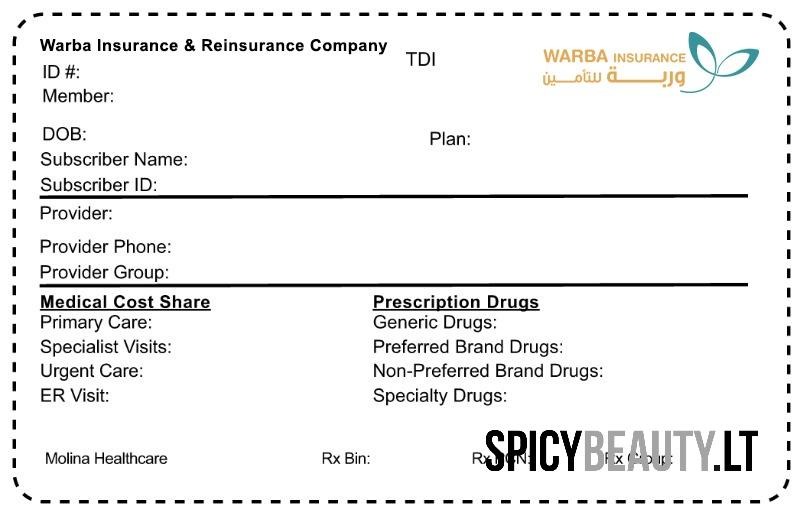 Warba Insurance & Reinsurance Company
TDI
WARBA INSURANCE
وربة للتأمين
ID #:
Member:
DOB:
Plan:
Subscriber Name:
Subscriber ID:
Provider:
Provider Phone:
Provider Group:
Medical Cost Share
Primary Care:
Specialist Visits:
Urgent Care:
ER Visit:
Prescription Drugs
Generic Drugs:
Preferred Brand Drugs:
Non-Preferred Brand Drugs:
Specialty Drugs:
Molina Healthcare
Rx Bin:
Rx PCN:
Rx Group:
SPICYBEAUTY.LT